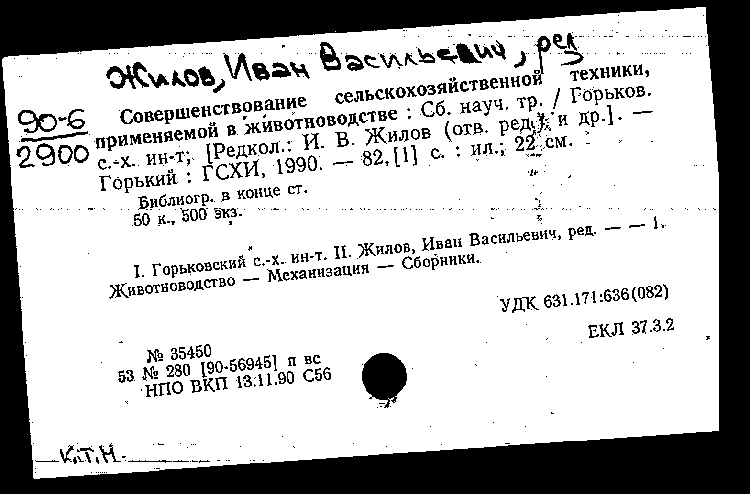 Жилов, Иван Васильевич, ред
90-6
2900
Совершенствование сельскохозяйственной техники,
применяемой в животноводстве : Сб. науч. тр. / Горьков.
с.-х. ин-т; [Редкол.: И. В. Жилов (отв. ред.) и др.]. —
Горький : ГСХИ, 1990. — 82, [1] с. : ил.; 22 см.
Библиогр. в конце ст.
50 к., 500 экз.
I. Горьковский с.-х. ин-т. II. Жилов, Иван Васильевич, ред. — — 1.
Животноводство — Механизация — Сборники.
УДК 631.171:636(082)
ЕКЛ 37.3.2
№ 35450
53 № 280 [90-56945] п вс
НПО ВКП 13.11.90 С56
К.Т.Н.